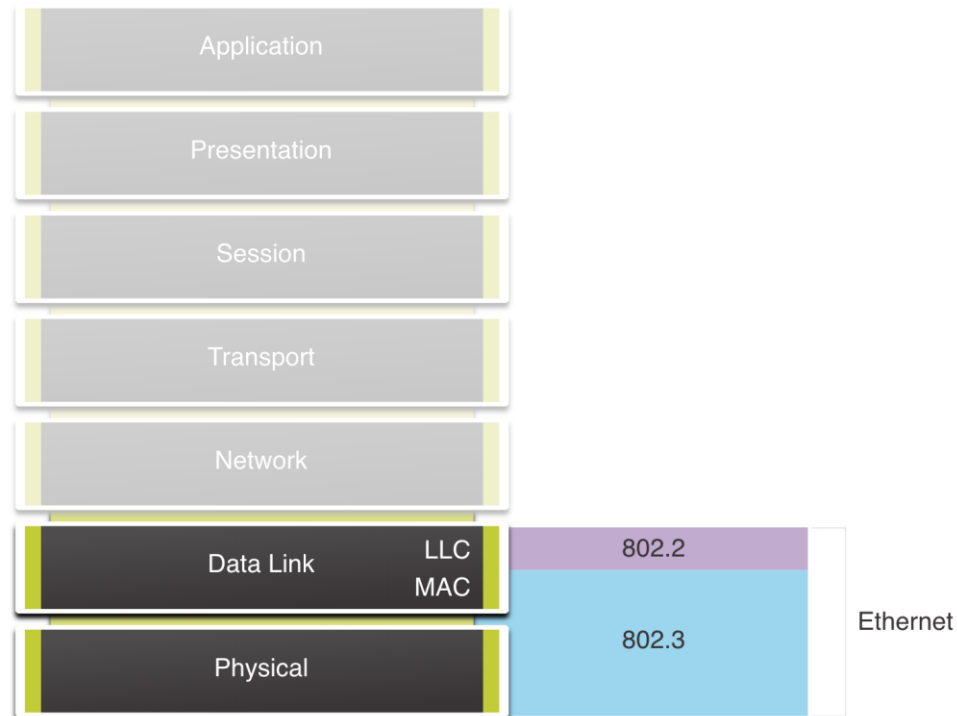 Application
Presentation
Session
Transport
Network
Data Link
LLC
MAC
802.2
802.3
Ethernet
Physical